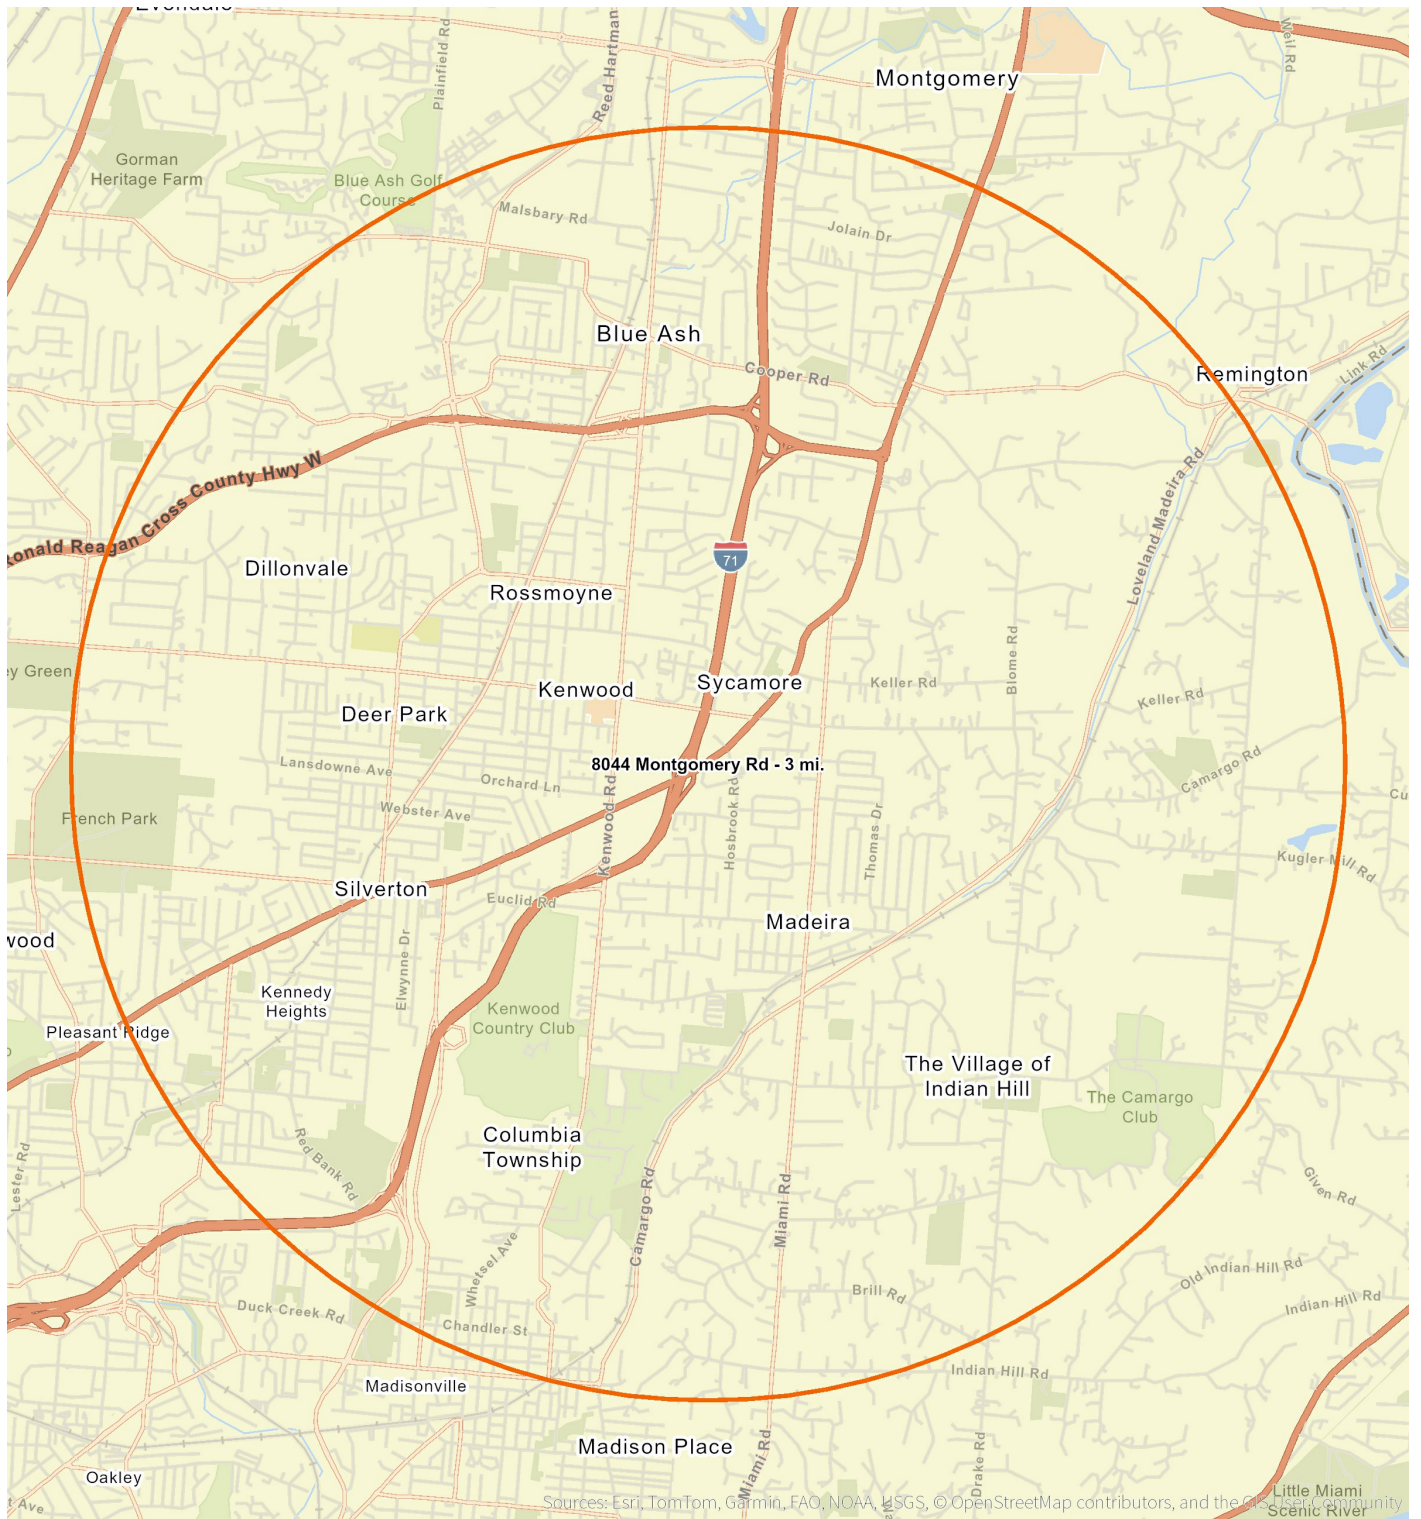 Evendale
Montgomery
Weil Rd
Plainfield Rd
Reed Hartman
Gorman
Heritage Farm
Blue Ash Golf
Course
Malsbary Rd
Jolain Dr
Blue Ash
Cooper Rd
Remington
Link Rd
Ronald Reagan Cross County Hwy W
Loveland Madeira Rd
71
Dillonvale
Rossmoyne
ey Green
Kenwood
Sycamore
Keller Rd
Blome Rd
Keller Rd
Deer Park
8044 Montgomery Rd - 3 mi.
Lansdowne Ave
Orchard Ln
Camargo Rd
Cu
Webster Ave
Kenwood Rd
Hosbrook Rd
Thomas Dr
French Park
Kugler Mill Rd
Silverton
Euclid Rd
Madeira
wood
Elwynne Dr
Kennedy
Heights
Kenwood
Country Club
Pleasant Ridge
The Village of
Indian Hill
The Camargo
Club
Columbia
Township
Red Bank Rd
Lester Rd
Camargo Rd
Miami Rd
Given Rd
Whetsel Ave
Old Indian Hill Rd
Brill Rd
Indian Hill Rd
Duck Creek Rd
Chandler St
Indian Hill Rd
Madisonville
Madison Place
Miami Rd
Drake Rd
Oakley
t Ave
Little Miami
Scenic River
Sources: Esri, TomTom, Garmin, FAO, NOAA, USGS, © OpenStreetMap contributors, and the GIS User Community